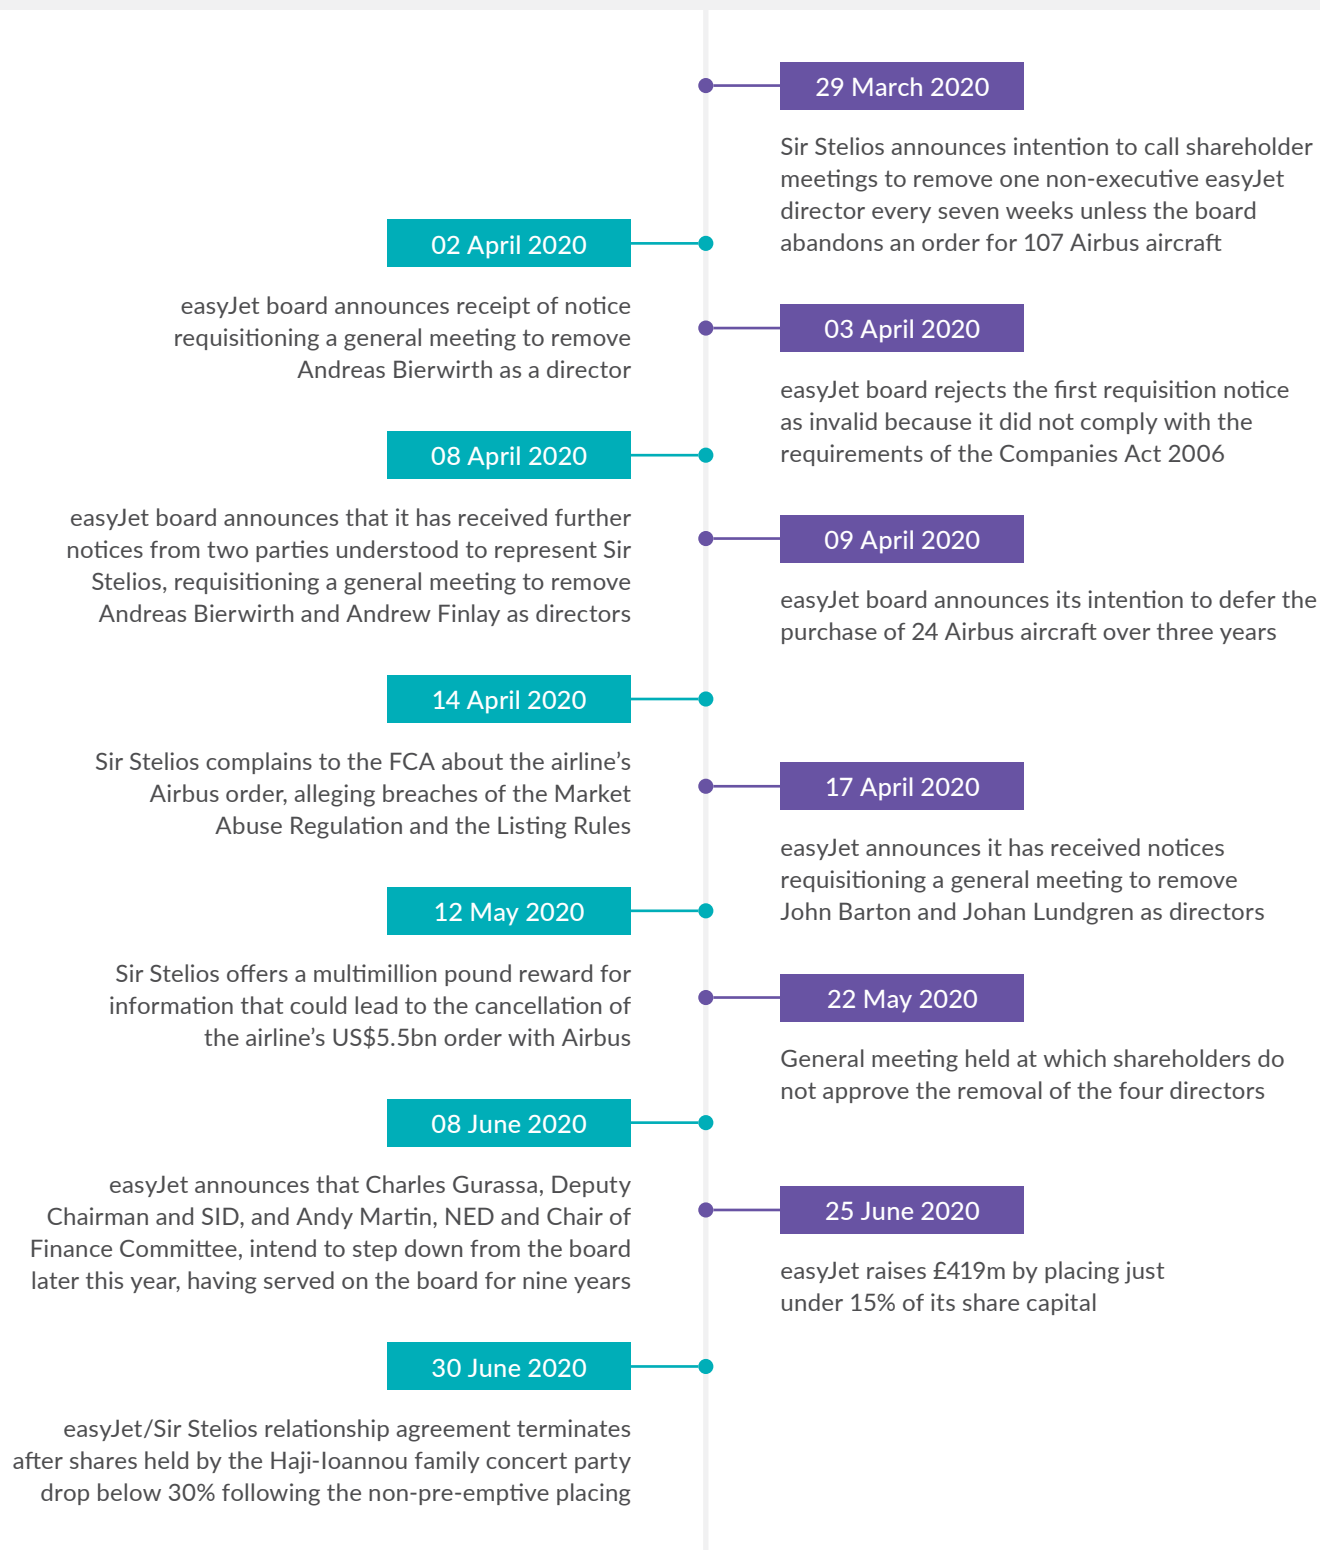 29 March 2020
Sir Stelios announces intention to call shareholder
meetings to remove one non-executive easyJet
director every seven weeks unless the board
abandons an order for 107 Airbus aircraft
02 April 2020
easyJet board announces receipt of notice
requisitioning a general meeting to remove
Andreas Bierwirth as a director
03 April 2020
easyJet board rejects the first requisition notice
as invalid because it did not comply with the
requirements of the Companies Act 2006
08 April 2020
easyJet board announces that it has received further
notices from two parties understood to represent Sir
Stelios, requisitioning a general meeting to remove
Andreas Bierwirth and Andrew Finlay as directors
09 April 2020
easyJet board announces its intention to defer the
purchase of 24 Airbus aircraft over three years
14 April 2020
Sir Stelios complains to the FCA about the airline’s
Airbus order, alleging breaches of the Market
Abuse Regulation and the Listing Rules
17 April 2020
easyJet announces it has received notices
requisitioning a general meeting to remove
John Barton and Johan Lundgren as directors
12 May 2020
Sir Stelios offers a multimillion pound reward for
information that could lead to the cancellation of
the airline’s US$5.5bn order with Airbus
22 May 2020
General meeting held at which shareholders do
not approve the removal of the four directors
08 June 2020
easyJet announces that Charles Gurassa, Deputy
Chairman and SID, and Andy Martin, NED and Chair of
Finance Committee, intend to step down from the board
later this year, having served on the board for nine years
25 June 2020
easyJet raises £419m by placing just
under 15% of its share capital
30 June 2020
easyJet/Sir Stelios relationship agreement terminates
after shares held by the Haji-Ioannou family concert party
drop below 30% following the non-pre-emptive placing